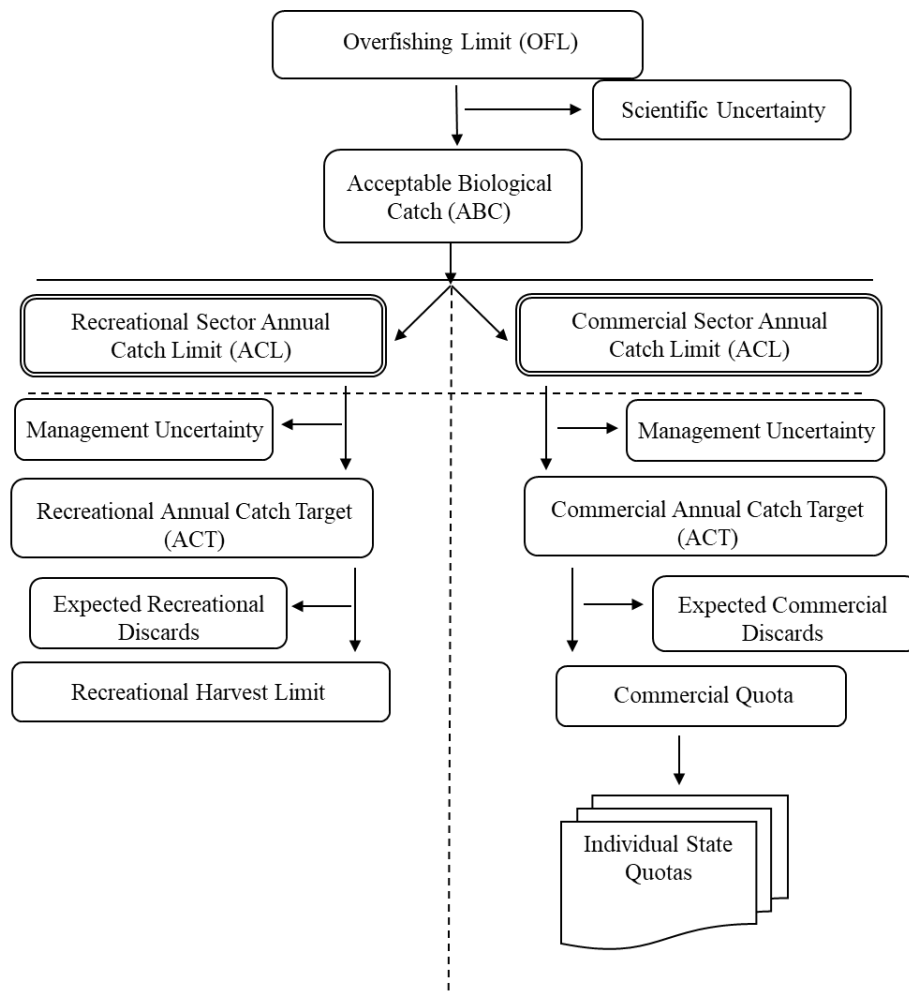 Overfishing Limit (OFL)
Scientific Uncertainty
Acceptable Biological
Catch (ABC)
Recreational Sector Annual
Catch Limit (ACL)
Commercial Sector Annual
Catch Limit (ACL)
Management Uncertainty
Management Uncertainty
Recreational Annual Catch Target
(ACT)
Commercial Annual Catch Target
(ACT)
Expected Recreational
Discards
Expected Commercial
Discards
Recreational Harvest Limit
Commercial Quota
Individual State
Quotas